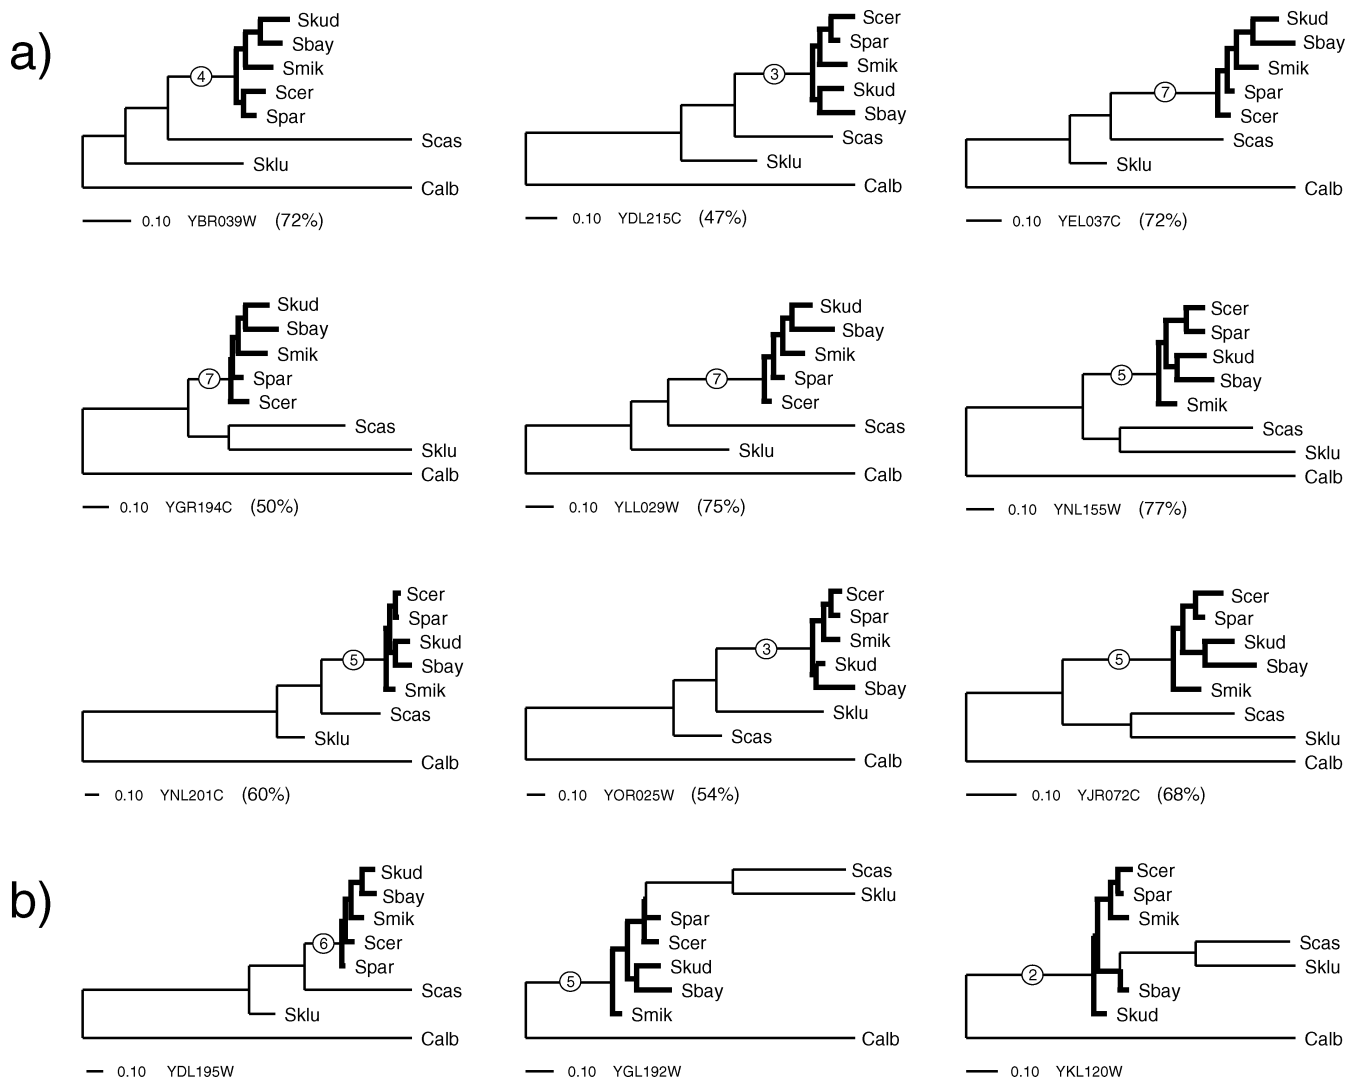 a)
Skud
Sbay
Smik
4
Scer
Spar
Scas
Sklu
Calb
0.10 YBR039W (72%)
Scer
Spar
Smik
3
Skud
Sbay
Scas
Sklu
Calb
0.10 YDL215C (47%)
Skud
Sbay
Smik
7
Spar
Scer
Scas
Sklu
Calb
0.10 YEL037C (72%)
Skud
Sbay
Smik
7
Spar
Scer
Scas
Sklu
Calb
0.10 YGR194C (50%)
Skud
Sbay
Smik
7
Spar
Scer
Scas
Sklu
Calb
0.10 YLL029W (75%)
Scer
Spar
Skud
5
Sbay
Smik
Scas
Sklu
Calb
0.10 YNL155W (77%)
Scer
Spar
Skud
5
Sbay
Smik
Scas
Sklu
Calb
0.10 YNL201C (60%)
Scer
Spar
Smik
3
Skud
Sbay
Sklu
Scas
Calb
0.10 YOR025W (54%)
Scer
Spar
Skud
5
Sbay
Smik
Scas
Sklu
Calb
0.10 YJR072C (68%)
b)
Skud
Sbay
Smik
6
Scer
Spar
Scas
Sklu
Calb
0.10 YDL195W
Scas
Sklu
Spar
Scer
Skud
5
Sbay
Smik
Calb
0.10 YGL192W
Scer
Spar
Smik
Scas
Sklu
2
Sbay
Skud
Calb
0.10 YKL120W